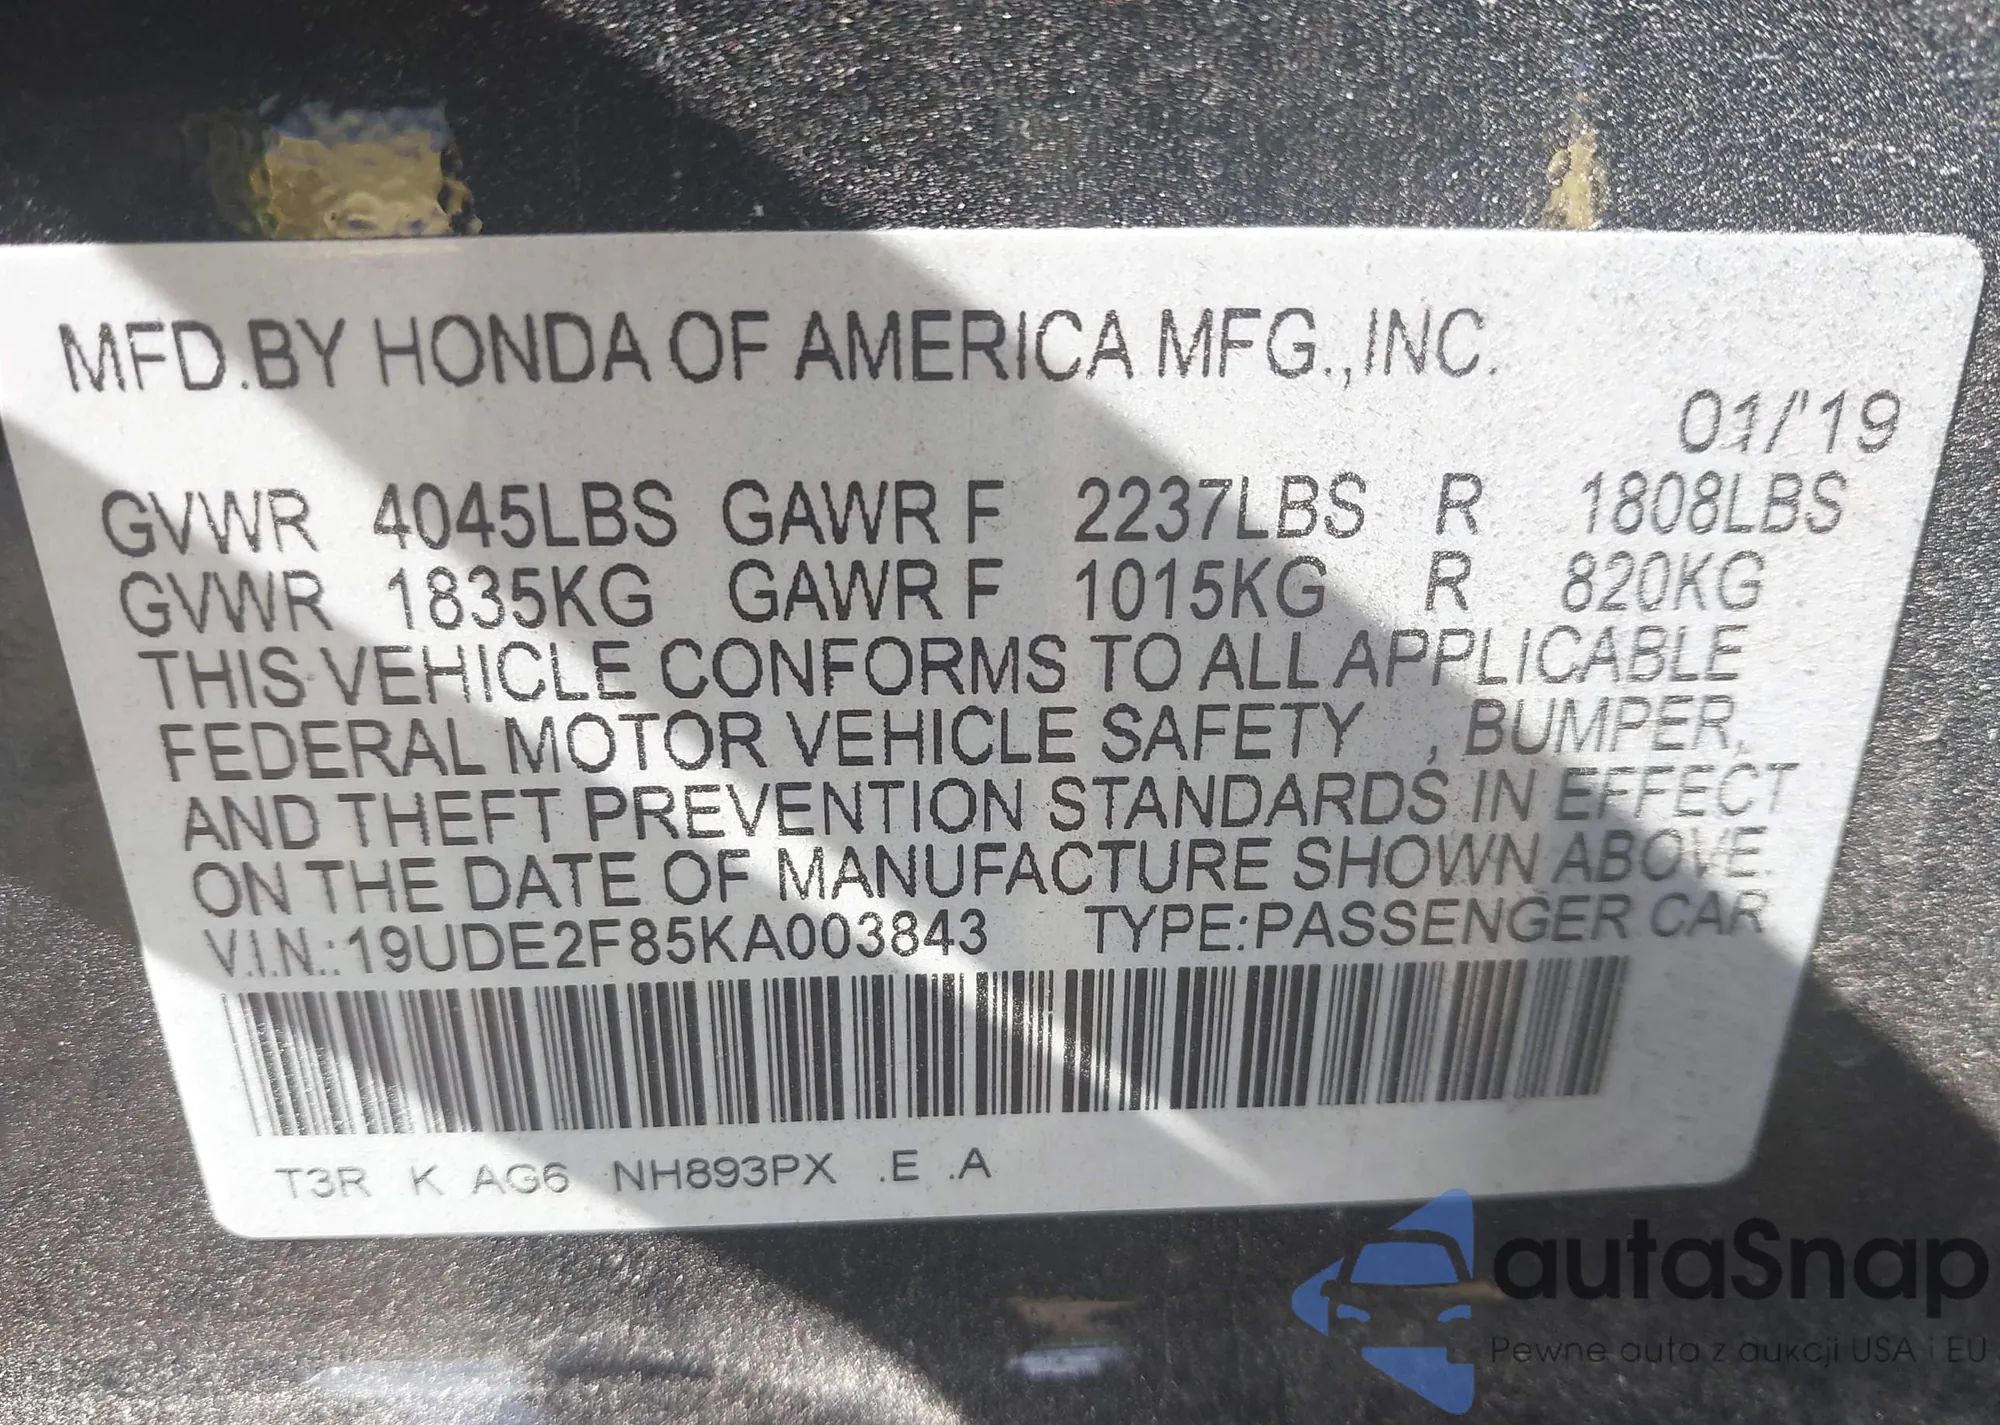 MFD.BY HONDA OF AMERICA MFG.,INC.
01/'19
GVWR 4045LBS GAWR F 2237LBS R 1808LBS
GVWR 1835KG GAWR F 1015KG R 820KG
THIS VEHICLE CONFORMS TO ALL APPLICABLE
FEDERAL MOTOR VEHICLE SAFETY , BUMPER,
AND THEFT PREVENTION STANDARDS IN EFFECT
ON THE DATE OF MANUFACTURE SHOWN ABOVE.
V.I.N.:19UDE2F85KA003843 TYPE:PASSENGER CAR
T3R K AG6 NH893PX .E .A
autaSnap
Pewne auta z aukcji USA i EU